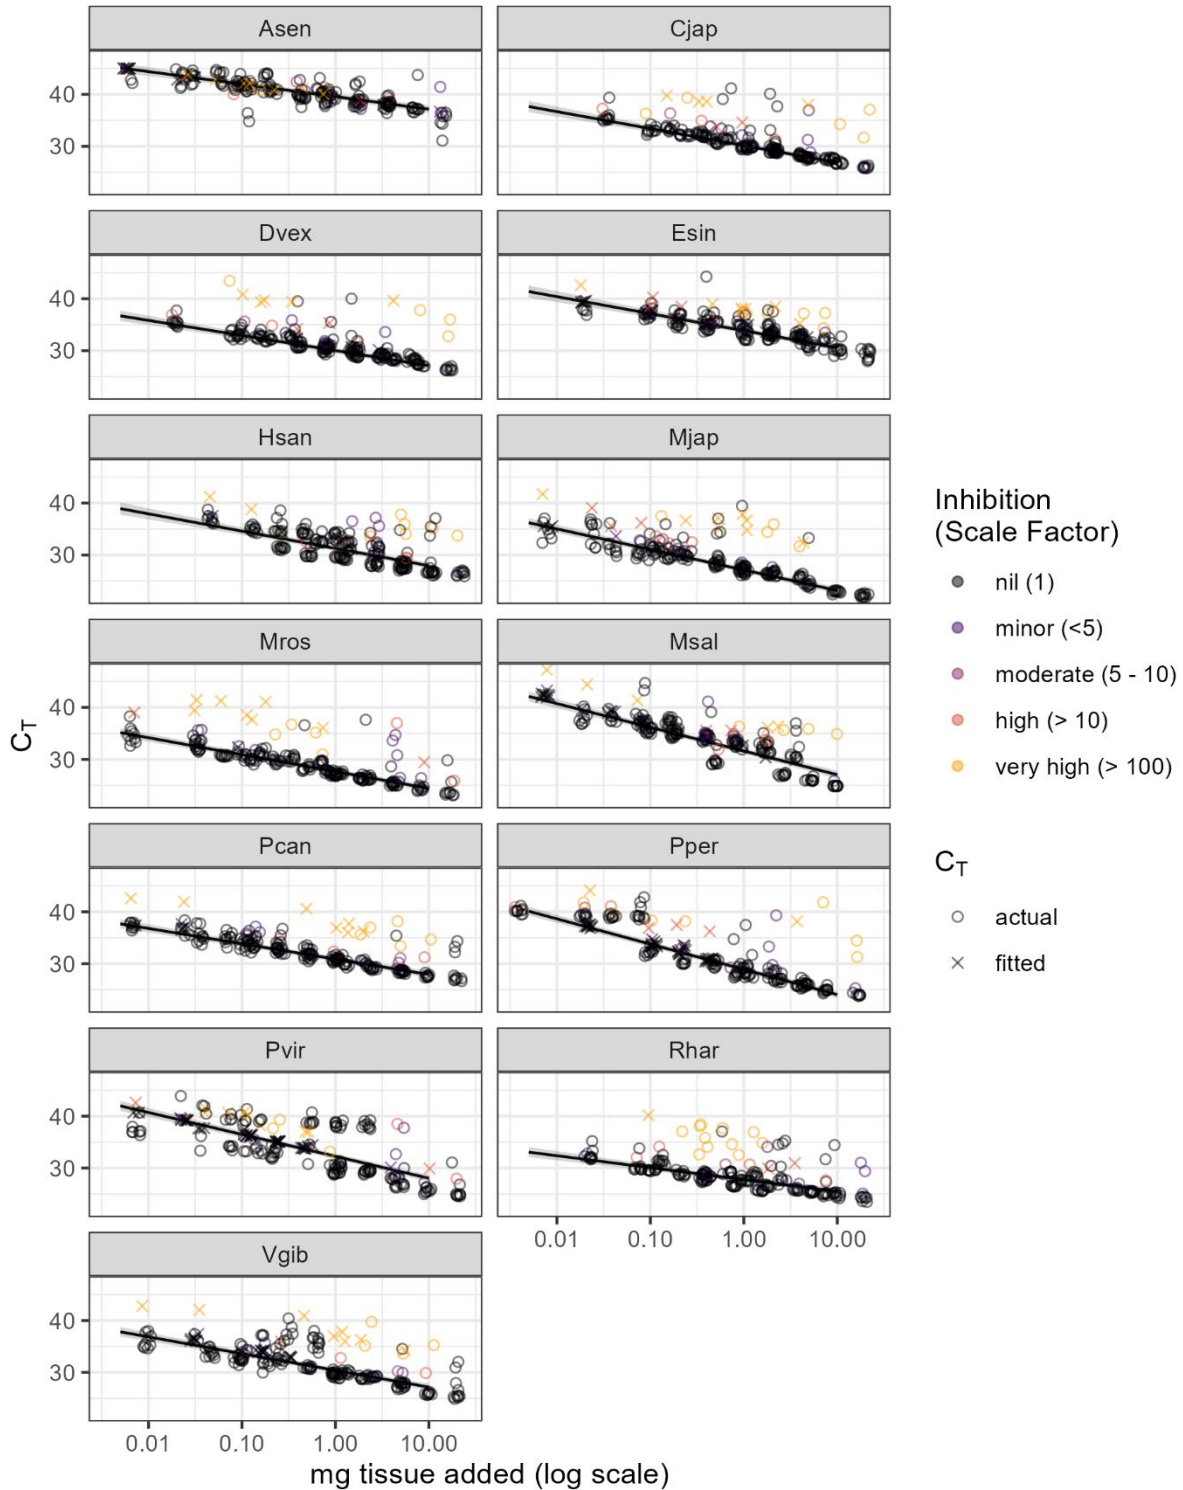 Asen
Cjap
40
30
Dvex
Esin
40
30
Hsan
Mjap
40
30
Mros
Msal
40
30
Pcan
Pper
40
30
Pvir
Rhar
40
30
0.01 0.10 1.00 10.00
Vgib
40
30
0.01 0.10 1.00 10.00
mg tissue added (log scale)
C_T
Inhibition
(Scale Factor)
nil (1)
minor (<5)
moderate (5 - 10)
high (> 10)
very high (> 100)
C_T
actual
fitted